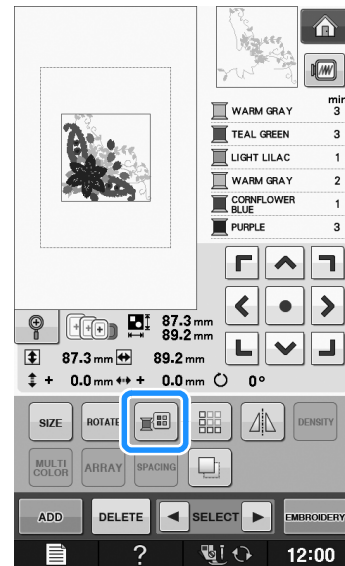 min
WARM GRAY 3
TEAL GREEN 3
LIGHT LILAC 1
WARM GRAY 2
CORNFLOWER
BLUE 1
PURPLE 3
87.3 mm
89.2 mm
87.3 mm 89.2 mm
+ 0.0 mm + 0.0 mm 0°
SIZE ROTATE DENSITY
MULTI
COLOR ARRAY SPACING
ADD DELETE SELECT EMBROIDERY
? 12:00